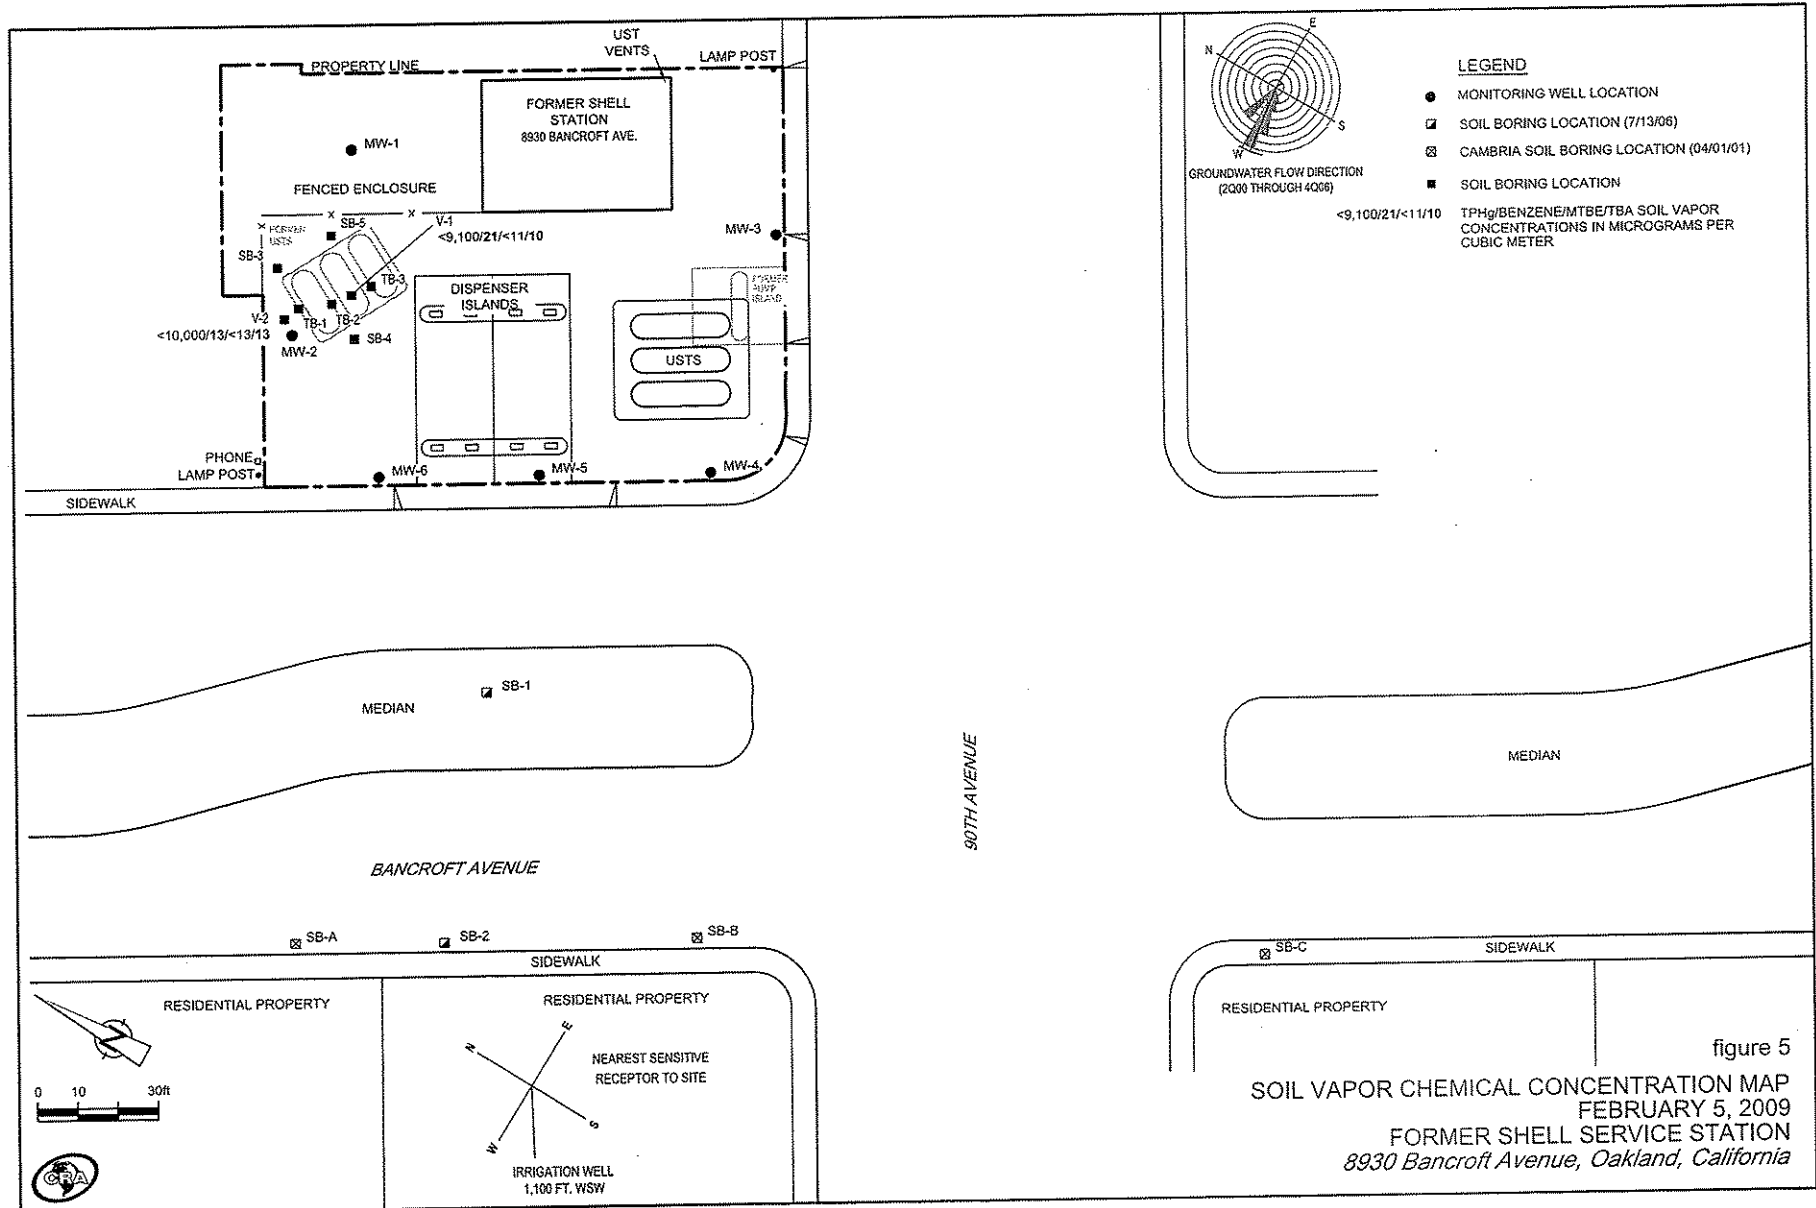 UST
VENTS
LAMP POST
PROPERTY LINE
FORMER SHELL
STATION
8930 BANCROFT AVE.
MW-1
FENCED ENCLOSURE
X
X
X
FORMER
USTS
SB-5
V-1
<9,100/21/<11/10
MW-3
SB-3
TB-3
DISPENSER
ISLANDS
FORMER
PUMP
ISLAND
V-2
TB-1
TB-2
<10,000/13/<13/13
MW-2
SB-4
USTS
PHONE
LAMP POST
MW-6
MW-5
MW-4
SIDEWALK
N
E
S
W
GROUNDWATER FLOW DIRECTION
(2Q00 THROUGH 4Q06)
LEGEND
MONITORING WELL LOCATION
SOIL BORING LOCATION (7/13/06)
CAMBRIA SOIL BORING LOCATION (04/01/01)
SOIL BORING LOCATION
<9,100/21/<11/10 TPHg/BENZENE/MTBE/TBA SOIL VAPOR
CONCENTRATIONS IN MICROGRAMS PER
CUBIC METER
SB-1
MEDIAN
MEDIAN
90TH AVENUE
BANCROFT AVENUE
SB-A
SB-2
SB-B
SB-C
SIDEWALK
SIDEWALK
RESIDENTIAL PROPERTY
RESIDENTIAL PROPERTY
RESIDENTIAL PROPERTY
N
0 10 30ft
CRA
N
E
S
W
NEAREST SENSITIVE
RECEPTOR TO SITE
IRRIGATION WELL
1,100 FT. WSW
figure 5
SOIL VAPOR CHEMICAL CONCENTRATION MAP
FEBRUARY 5, 2009
FORMER SHELL SERVICE STATION
8930 Bancroft Avenue, Oakland, California